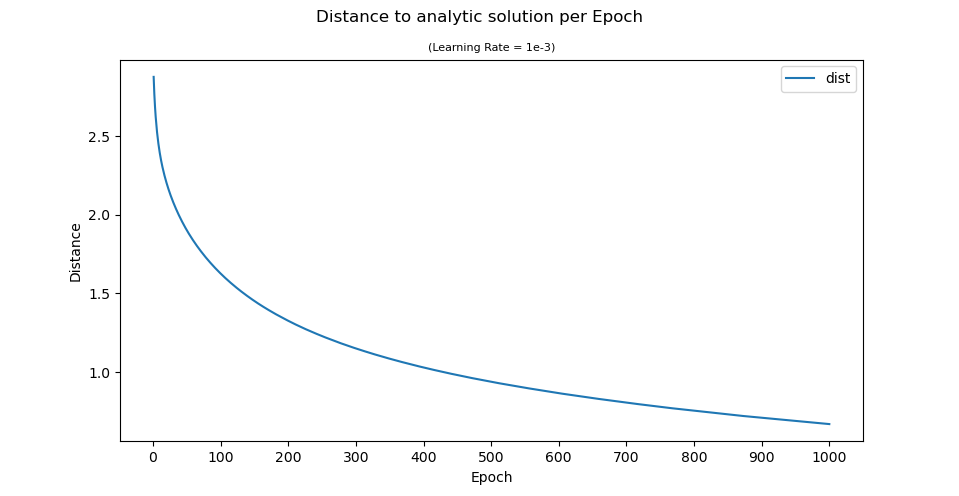 Distance to analytic solution per Epoch
(Learning Rate = 1e-3)
dist
2.5
2.0
1.5
1.0
Distance
0 100 200 300 400 500 600 700 800 900 1000
Epoch